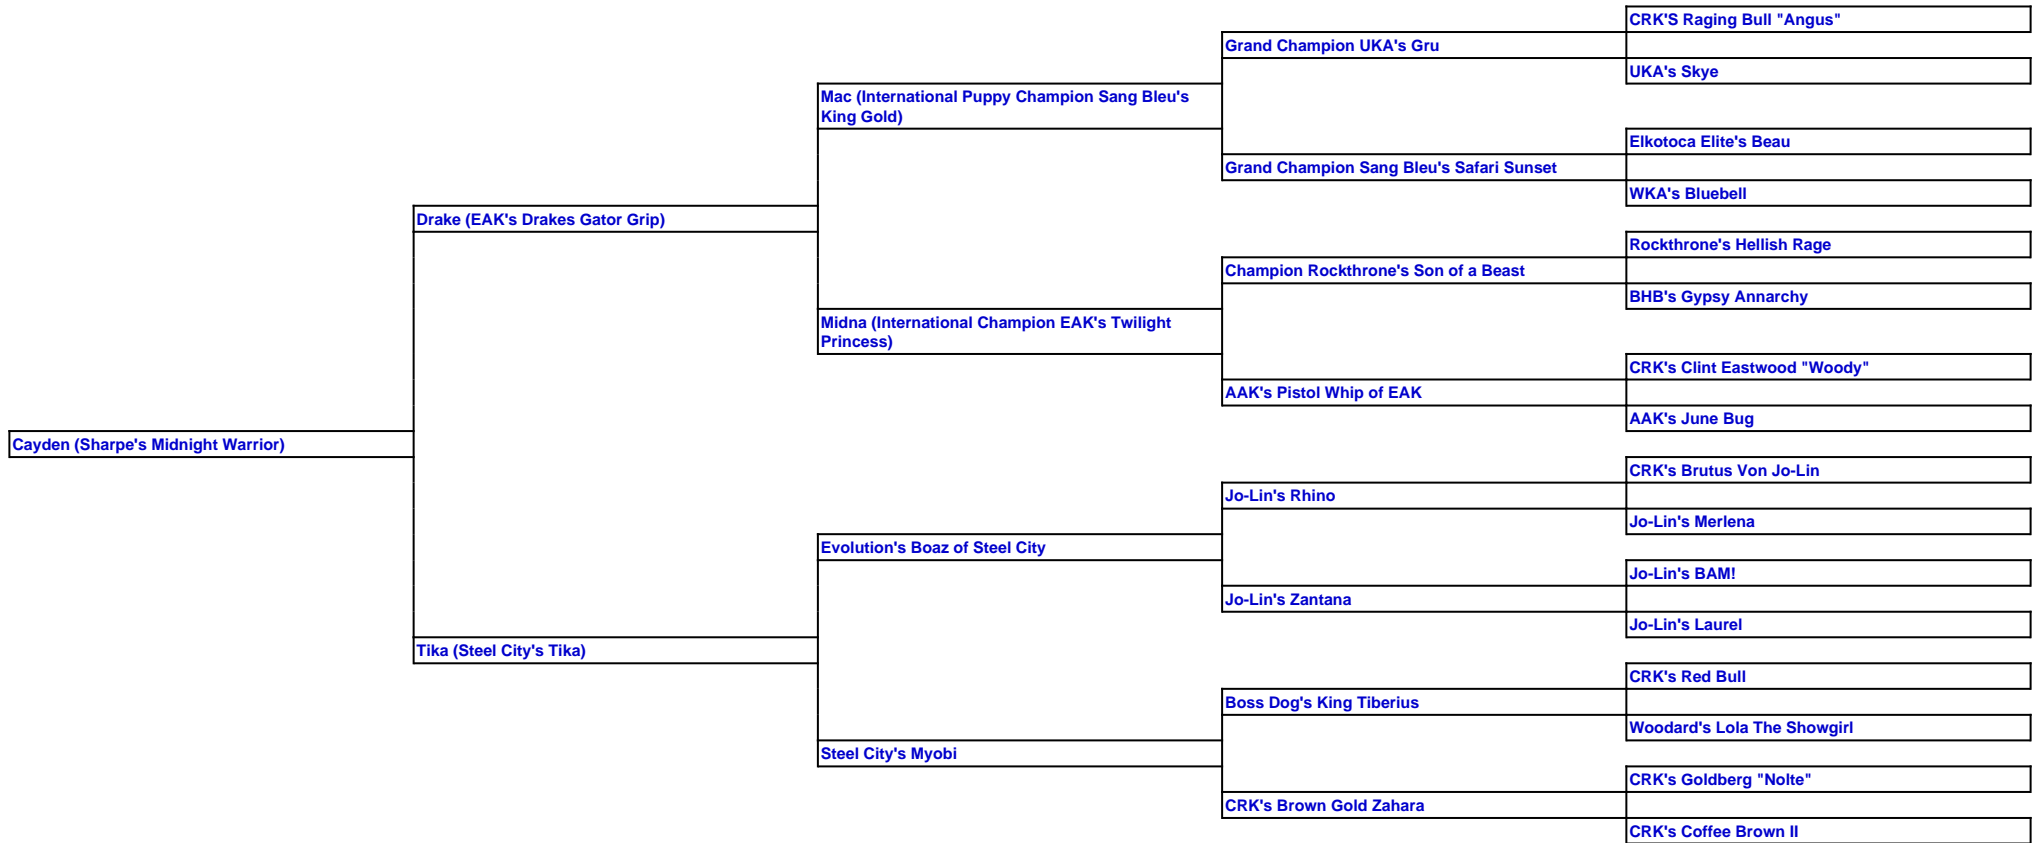 CRK'S Raging Bull "Angus"
Grand Champion UKA's Gru
UKA's Skye
Mac (International Puppy Champion Sang Bleu's
King Gold)
Elkotoca Elite's Beau
Grand Champion Sang Bleu's Safari Sunset
WKA's Bluebell
Drake (EAK's Drakes Gator Grip)
Rockthrone's Hellish Rage
Champion Rockthrone's Son of a Beast
BHB's Gypsy Annarchy
Midna (International Champion EAK's Twilight
Princess)
CRK's Clint Eastwood "Woody"
AAK's Pistol Whip of EAK
AAK's June Bug
Cayden (Sharpe's Midnight Warrior)
CRK's Brutus Von Jo-Lin
Jo-Lin's Rhino
Jo-Lin's Merlena
Evolution's Boaz of Steel City
Jo-Lin's BAM!
Jo-Lin's Zantana
Jo-Lin's Laurel
Tika (Steel City's Tika)
CRK's Red Bull
Boss Dog's King Tiberius
Woodard's Lola The Showgirl
Steel City's Myobi
CRK's Goldberg "Nolte"
CRK's Brown Gold Zahara
CRK's Coffee Brown II